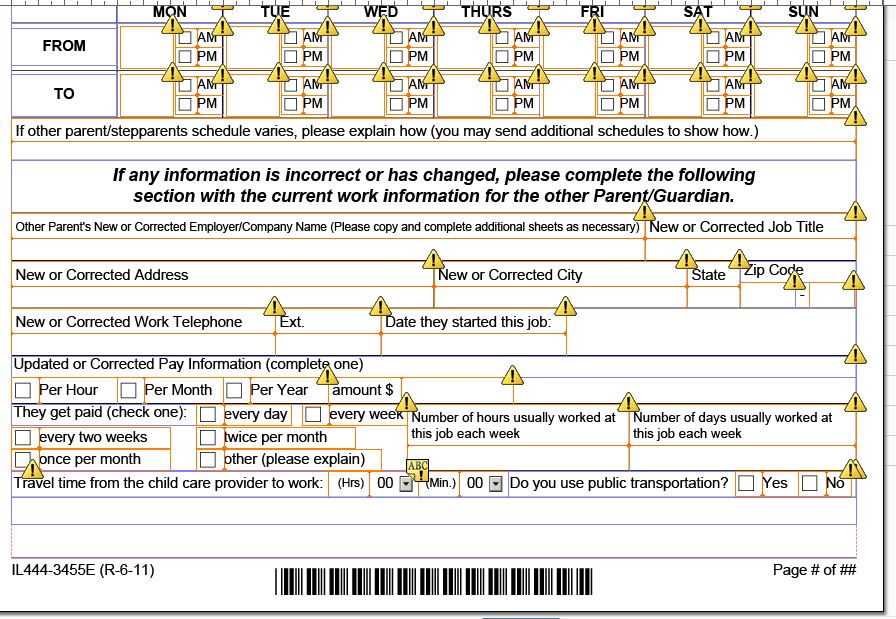 MON TUE WED THURS FRI SAT SUN
FROM AM AM AM AM AM AM AM
PM PM PM PM PM PM PM
TO AM AM AM AM AM AM AM
PM PM PM PM PM PM PM
If other parent/stepparents schedule varies, please explain how (you may send additional schedules to show how.)
If any information is incorrect or has changed, please complete the following
section with the current work information for the other Parent/Guardian.
Other Parent's New or Corrected Employer/Company Name (Please copy and complete additional sheets as necessary) New or Corrected Job Title
New or Corrected Address New or Corrected City State Zip Code
-
New or Corrected Work Telephone Ext. Date they started this job:
Updated or Corrected Pay Information (complete one)
Per Hour Per Month Per Year amount $
They get paid (check one): every day every week
Number of hours usually worked at
this job each week
Number of days usually worked at
this job each week
every two weeks twice per month
once per month other (please explain)
ABC
Travel time from the child care provider to work: (Hrs) 00 (Min.) 00 Do you use public transportation? Yes No
IL444-3455E (R-6-11) Page # of ##